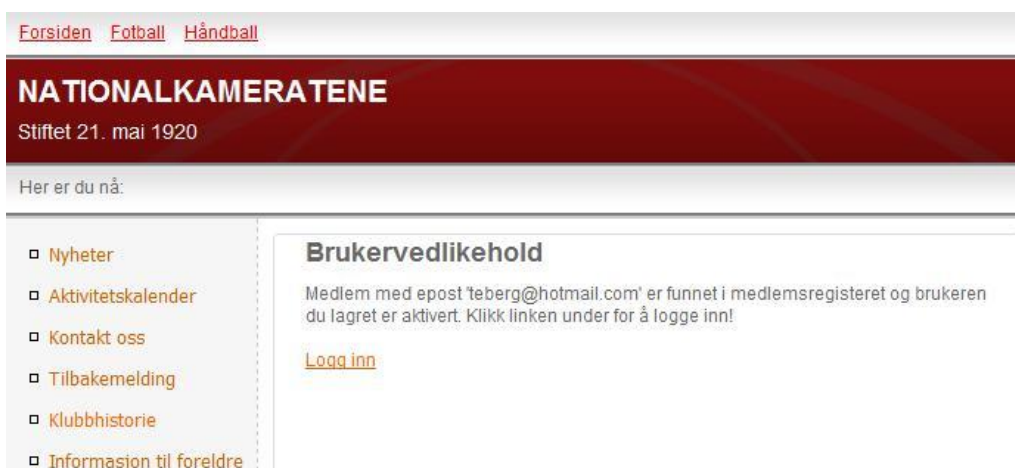 Forsiden Fotball Håndball
NATIONALKAMERATENE
Stiftet 21. mai 1920
Her er du nå:
Nyheter
Aktivitetskalender
Kontakt oss
Tilbakemelding
Klubbhistorie
Informasjon til foreldre
Brukervedlikehold
Medlem med epost 'teberg@hotmail.com' er funnet i medlemsregisteret og brukeren
du lagret er aktivert. Klikk linken under for å logge inn!
Logg inn